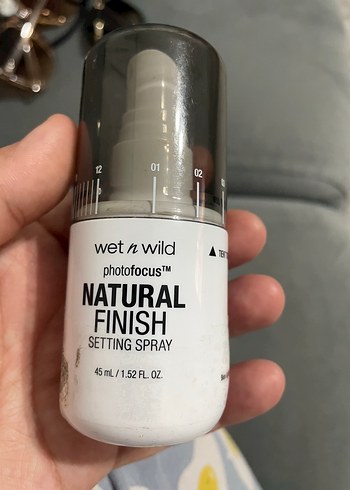 12 01 02
wet n wild
photofocus™
NATURAL
FINISH
SETTING SPRAY
45 mL / 1.52 FL. OZ.